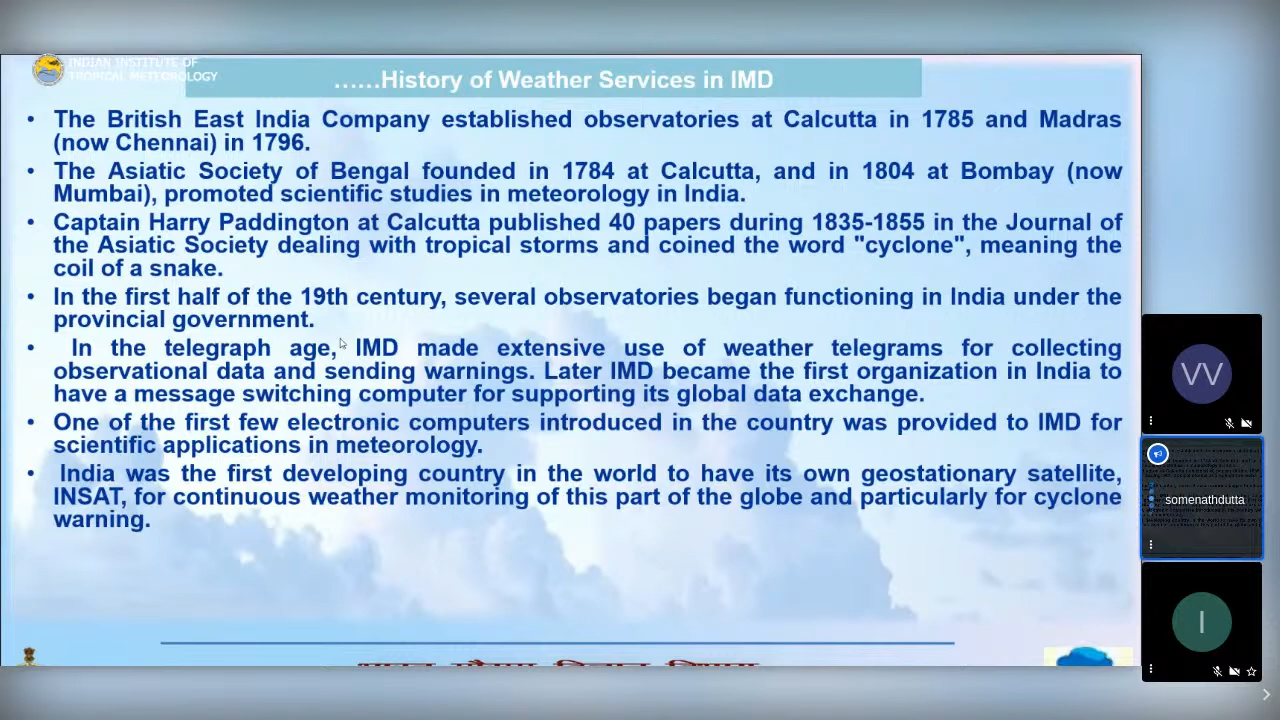 INDIAN INSTITUTE OF
TROPICAL METEOROLOGY
......History of Weather Services in IMD
• The British East India Company established observatories at Calcutta in 1785 and Madras
(now Chennai) in 1796.
• The Asiatic Society of Bengal founded in 1784 at Calcutta, and in 1804 at Bombay (now
Mumbai), promoted scientific studies in meteorology in India.
• Captain Harry Paddington at Calcutta published 40 papers during 1835-1855 in the Journal of
the Asiatic Society dealing with tropical storms and coined the word "cyclone", meaning the
coil of a snake.
• In the first half of the 19th century, several observatories began functioning in India under the
provincial government.
• In the telegraph age, IMD made extensive use of weather telegrams for collecting
observational data and sending warnings. Later IMD became the first organization in India to
have a message switching computer for supporting its global data exchange.
• One of the first few electronic computers introduced in the country was provided to IMD for
scientific applications in meteorology.
• India was the first developing country in the world to have its own geostationary satellite,
INSAT, for continuous weather monitoring of this part of the globe and particularly for cyclone
warning.
VV
somenathdutta
I